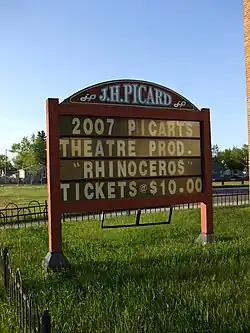 J.H. PICARD
2007 PICARTS
THEATRE PROD.
"RHINOCEROS"
TICKETS@$10.00